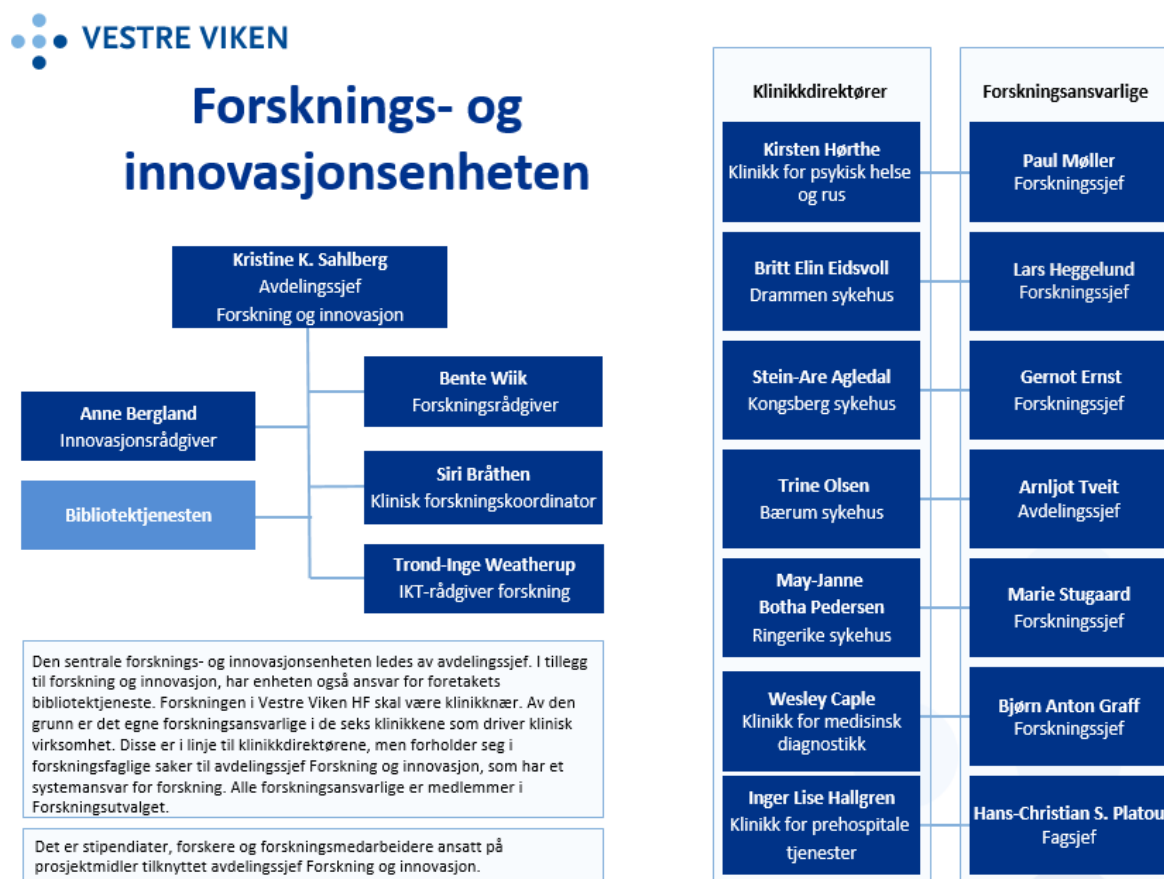 VESTRE VIKEN
Forsknings- og
innovasjonsenheten
Kristine K. Sahlberg
Avdelingssjef
Forskning og innovasjon
Bente Wiik
Forskningsrådgiver
Anne Bergland
Innovasjonsrådgiver
Siri Bråthen
Klinisk forskningskoordinator
Bibliotektjenesten
Trond-Inge Weatherup
IKT-rådgiver forskning
Den sentrale forsknings- og innovasjonsenheten ledes av avdelingssjef. I tillegg
til forskning og innovasjon, har enheten også ansvar for foretakets
bibliotektjeneste. Forskningen i Vestre Viken HF skal være klinikknær. Av den
grunn er det egne forskningsansvarlige i de seks klinikkene som driver klinisk
virksomhet. Disse er i linje til klinikkdirektørene, men forholder seg i
forskningsfaglige saker til avdelingssjef Forskning og innovasjon, som har et
systemansvar for forskning. Alle forskningsansvarlige er medlemmer i
Forskningsutvalget.
Det er stipendiater, forskere og forskningsmedarbeidere ansatt på
prosjektmidler tilknyttet avdelingssjef Forskning og innovasjon.
Klinikkdirektører
Kirsten Hørthe
Klinikk for psykisk helse
og rus
Britt Elin Eidsvoll
Drammen sykehus
Stein-Are Agledal
Kongsberg sykehus
Trine Olsen
Bærum sykehus
May-Janne
Botha Pedersen
Ringerike sykehus
Wesley Caple
Klinikk for medisinsk
diagnostikk
Inger Lise Hallgren
Klinikk for prehospitale
tjenester
Forskningsansvarlige
Paul Møller
Forskningssjef
Lars Heggelund
Forskningssjef
Gernot Ernst
Forskningssjef
Arnljot Tveit
Avdelingssjef
Marie Stugaard
Forskningssjef
Bjørn Anton Graff
Forskningssjef
Hans-Christian S. Platou
Fagsjef